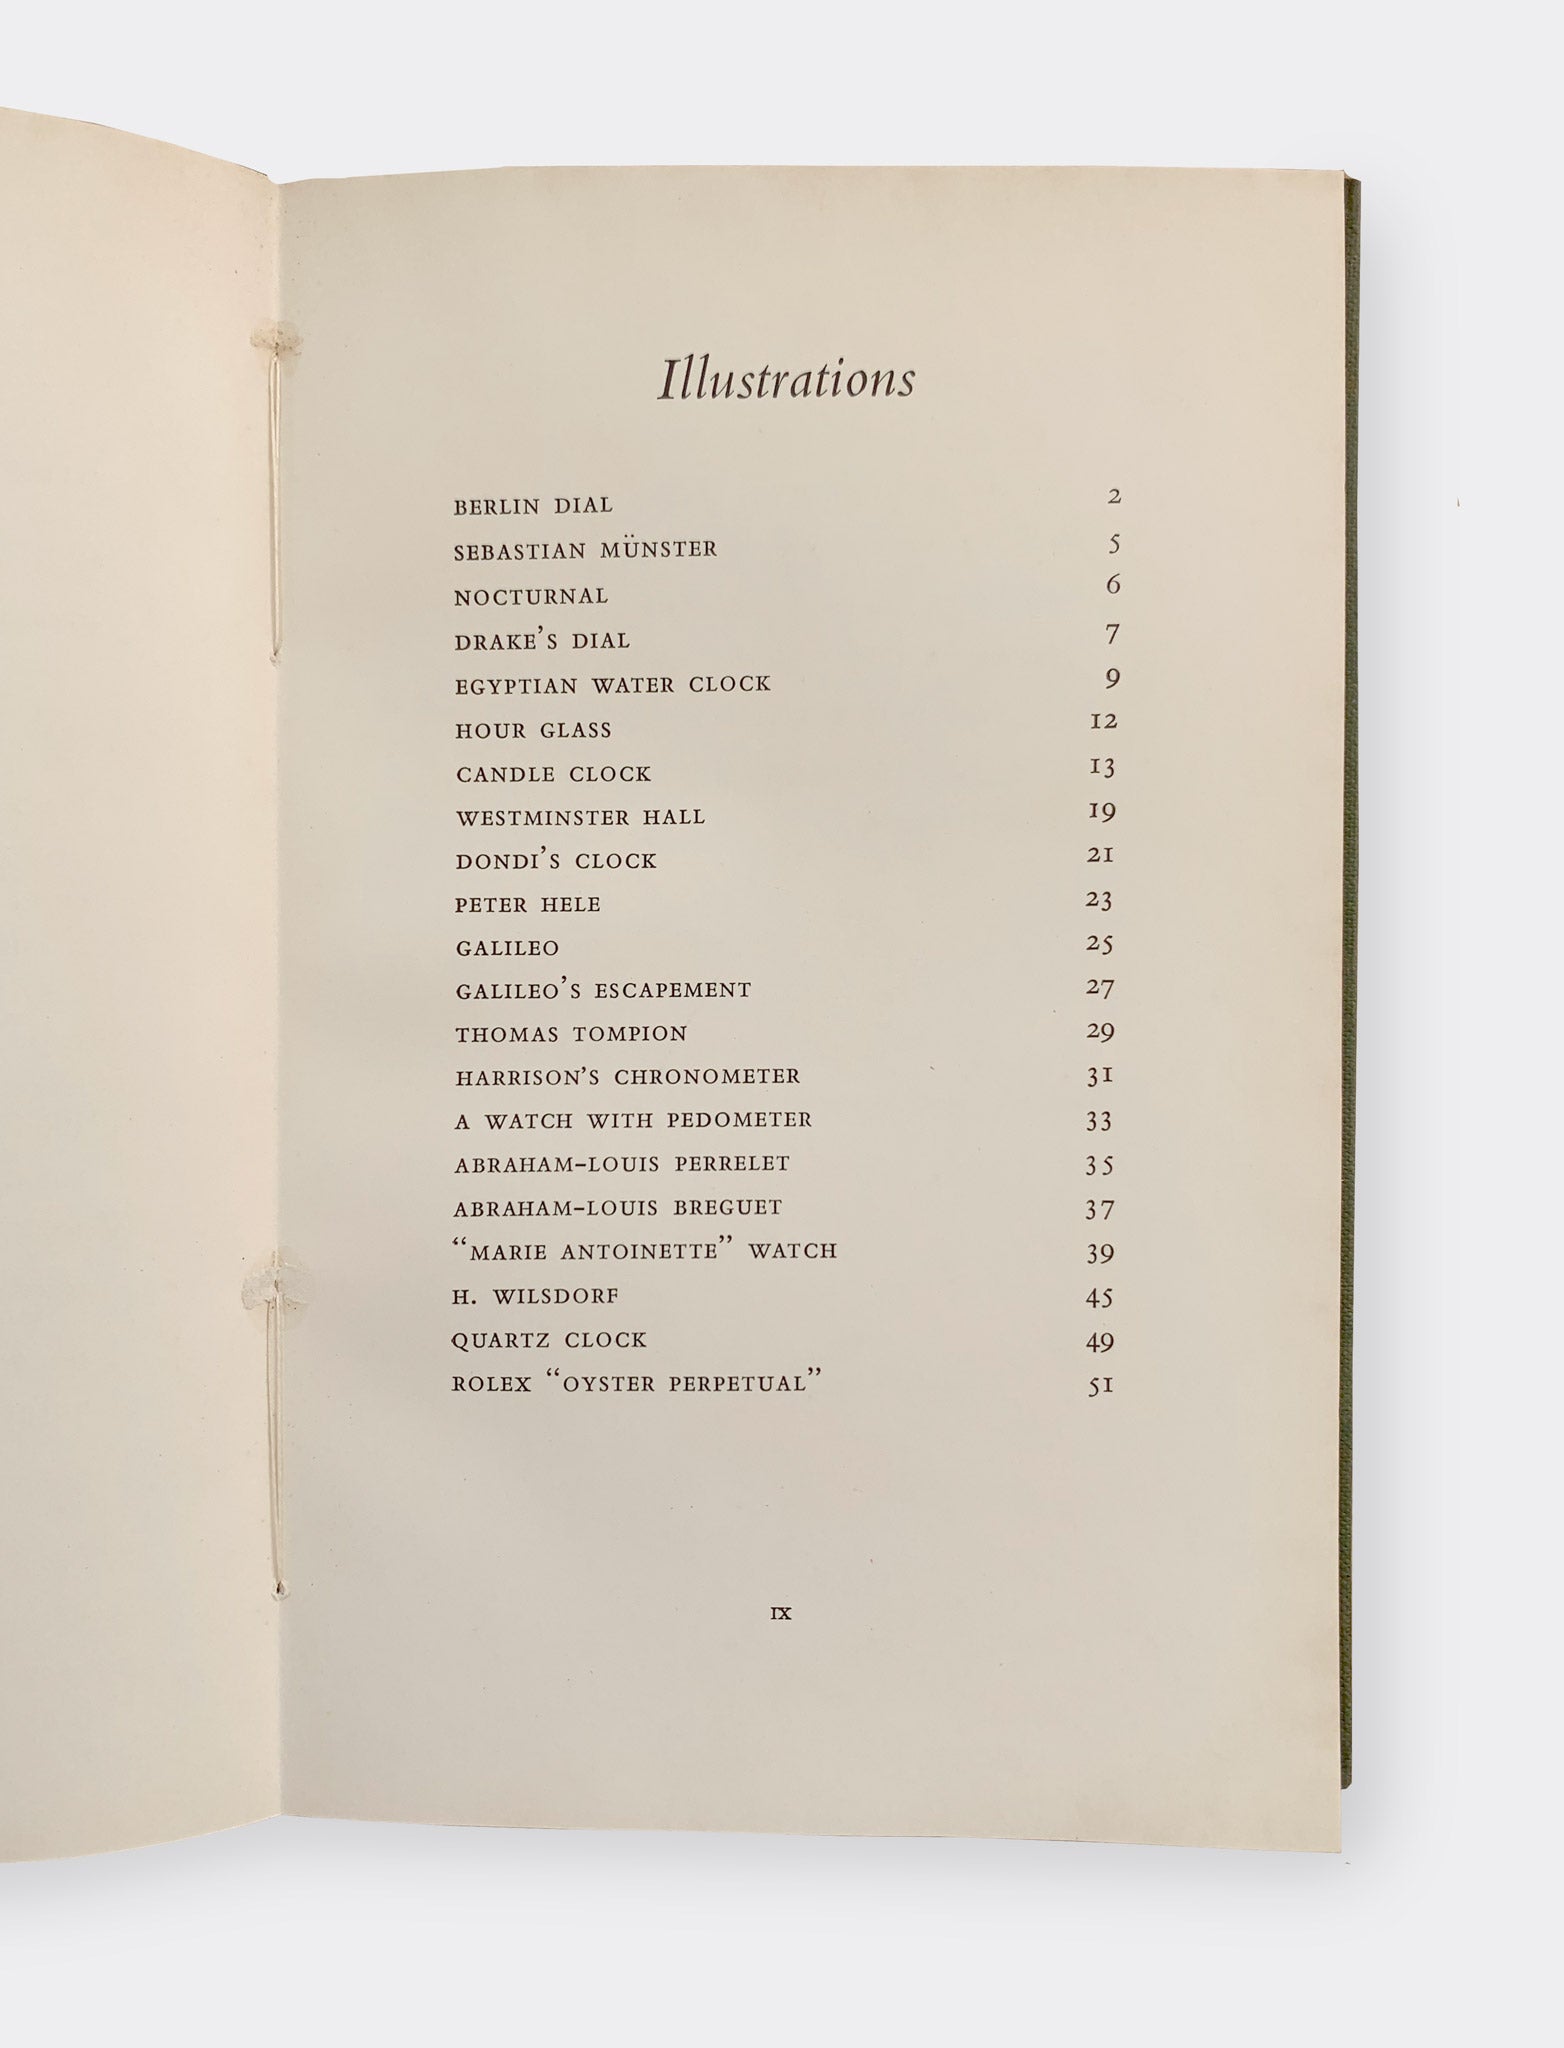 Illustrations
BERLIN DIAL 2
SEBASTIAN MÜNSTER 5
NOCTURNAL 6
DRAKE'S DIAL 7
EGYPTIAN WATER CLOCK 9
HOUR GLASS 12
CANDLE CLOCK 13
WESTMINSTER HALL 19
DONDI'S CLOCK 21
PETER HELE 23
GALILEO 25
GALILEO'S ESCAPEMENT 27
THOMAS TOMPION 29
HARRISON'S CHRONOMETER 31
A WATCH WITH PEDOMETER 33
ABRAHAM-LOUIS PERRELET 35
ABRAHAM-LOUIS BREGUET 37
“MARIE ANTOINETTE” WATCH 39
H. WILSDORF 45
QUARTZ CLOCK 49
ROLEX “OYSTER PERPETUAL” 51
IX